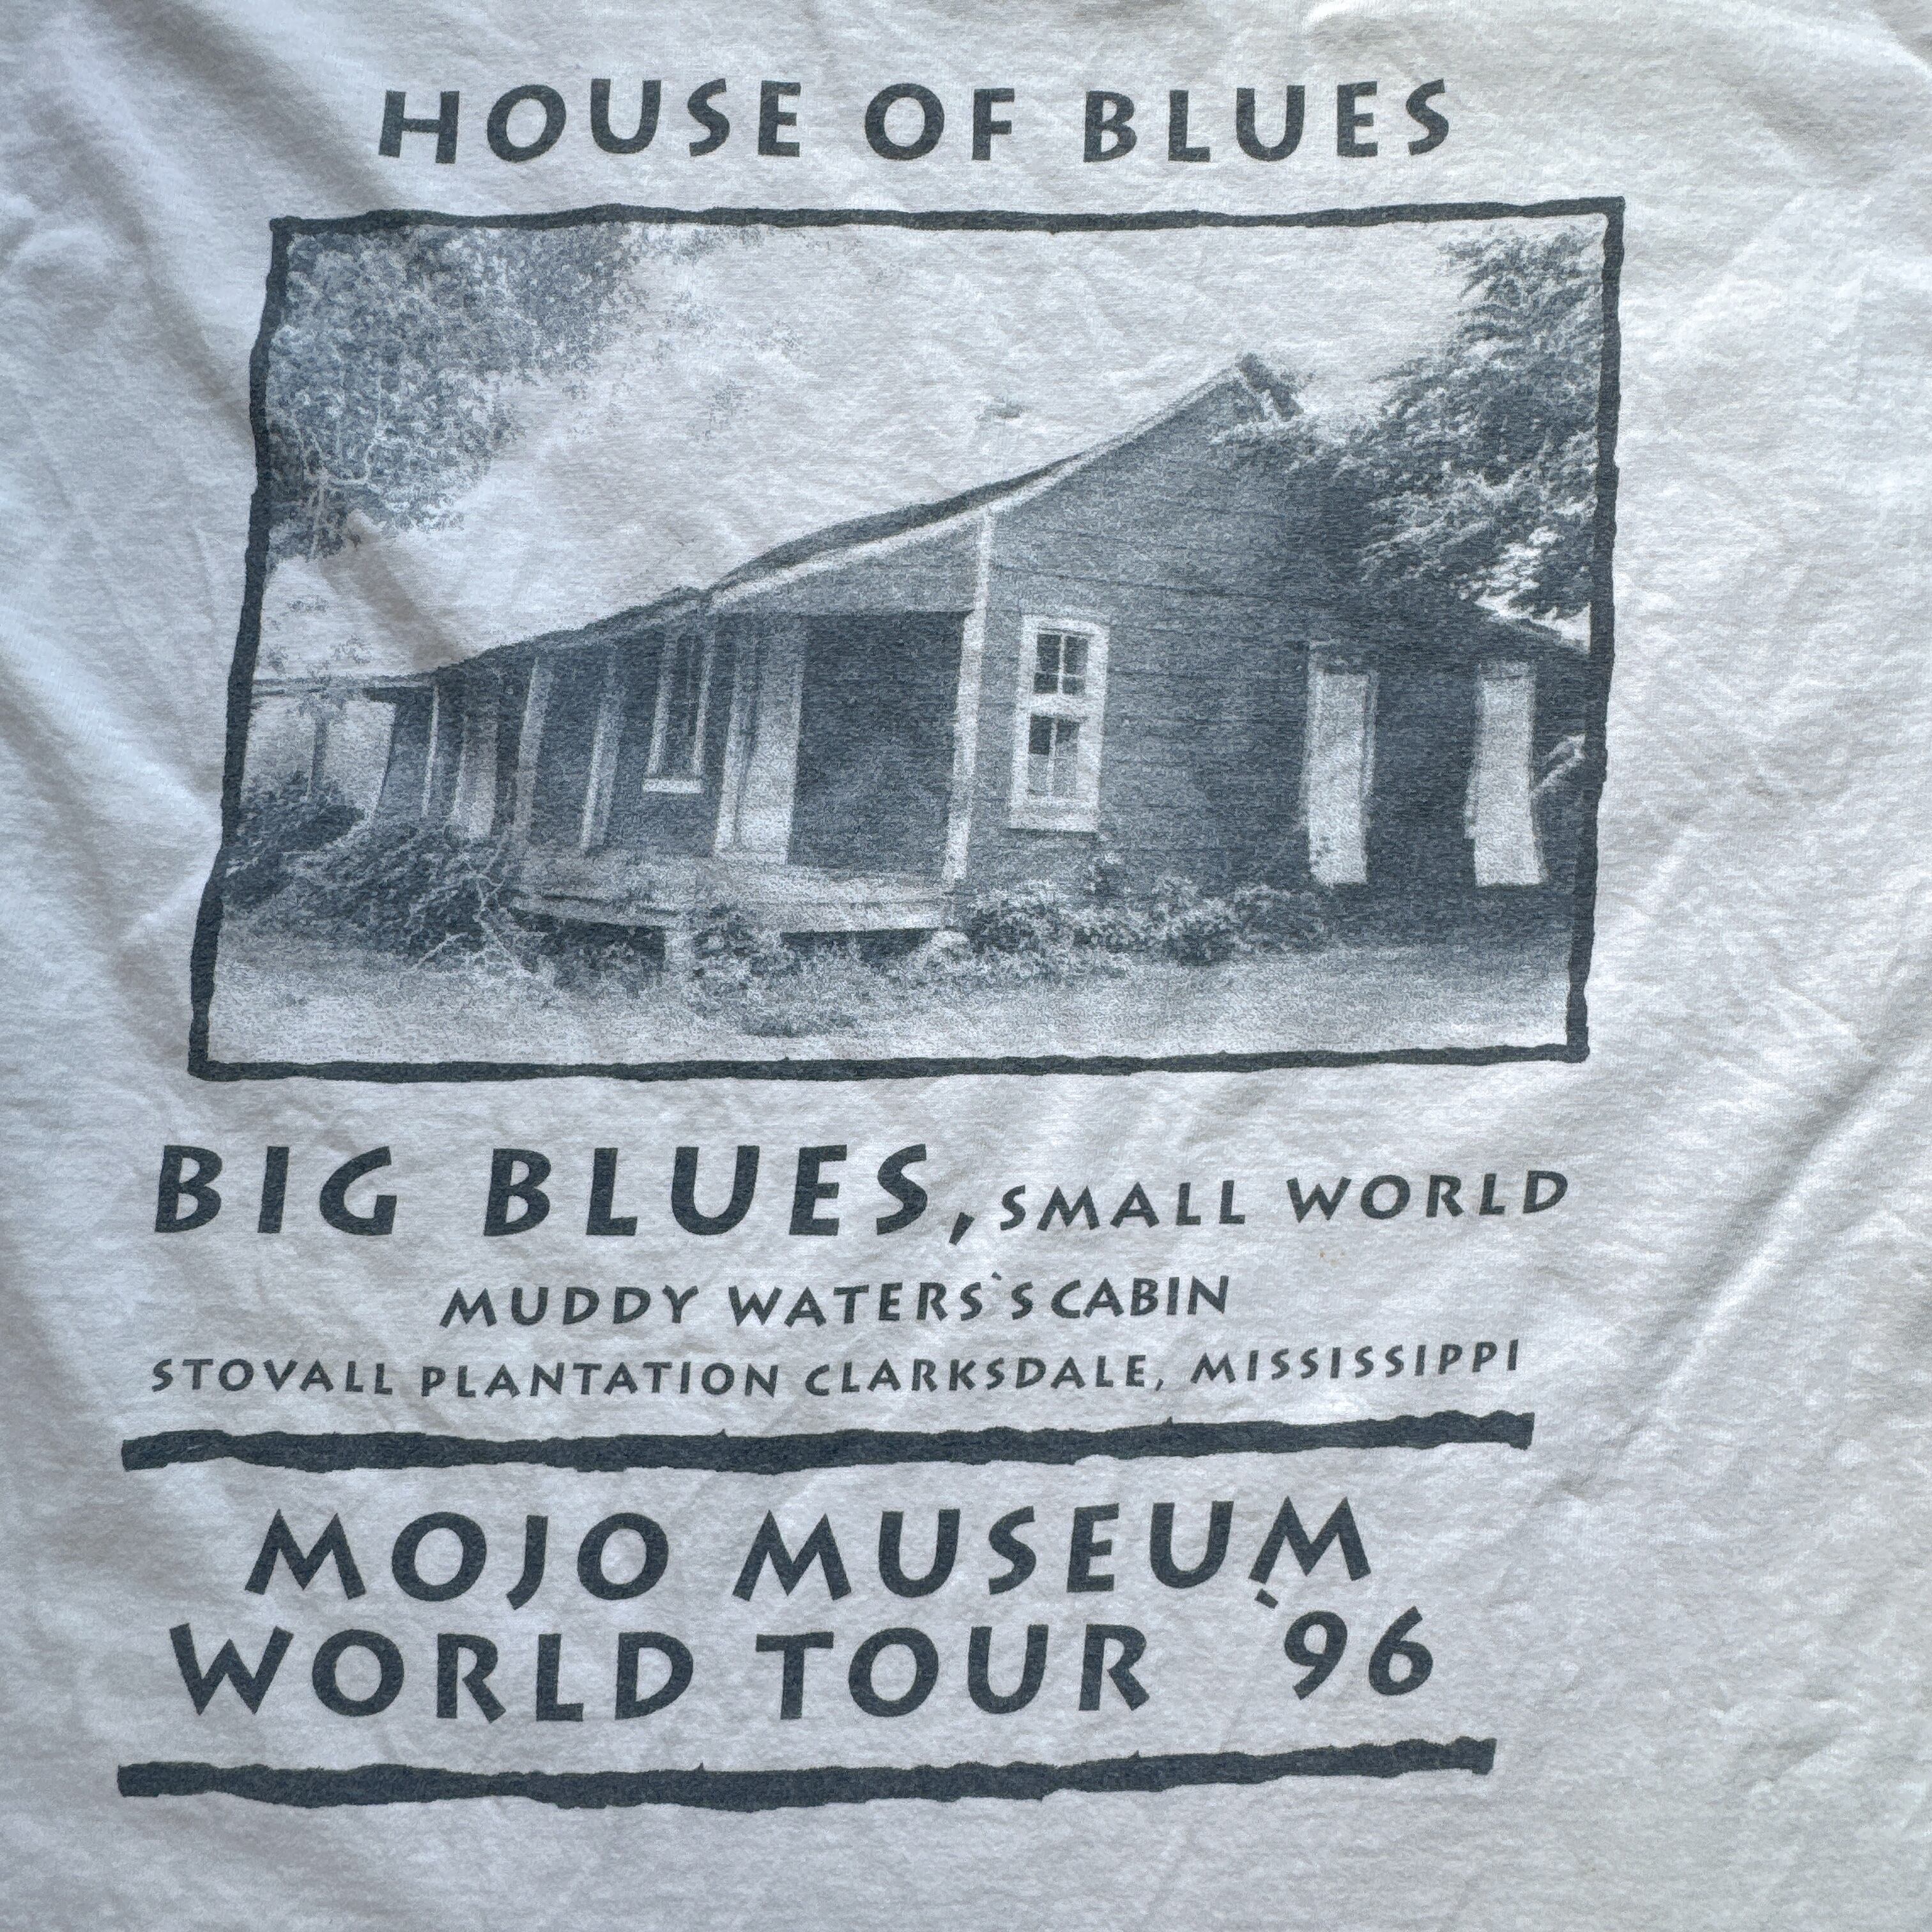 HOUSE OF BLUES
BIG BLUES, SMALL WORLD
MUDDY WATERS`S CABIN
STOVALL PLANTATION CLARKSDALE, MISSISSIPPI
MOJO MUSEUM
WORLD TOUR `96